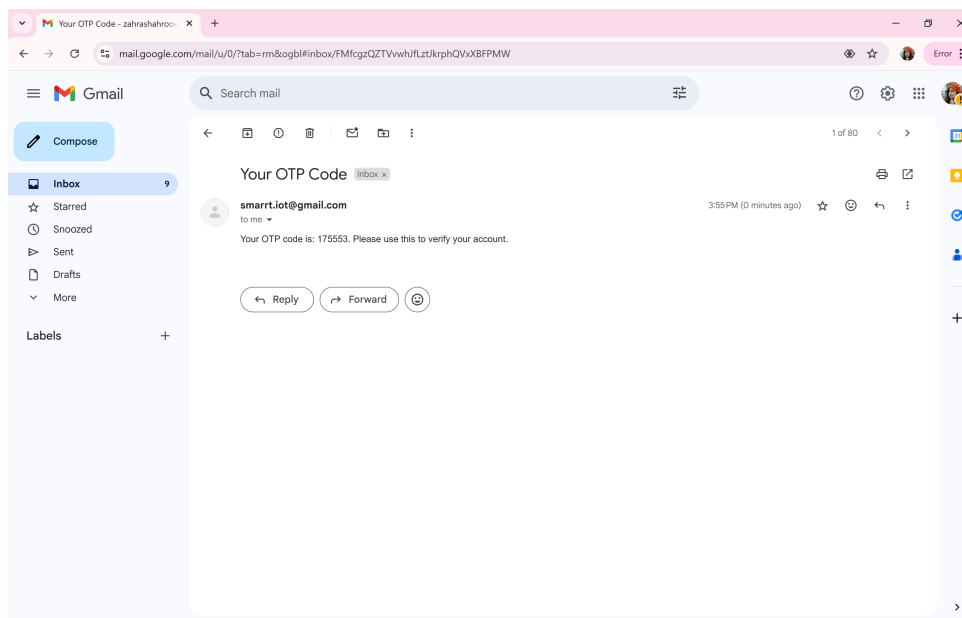 Your OTP Code - zahrashahroo
mail.google.com/mail/u/0/?tab=rm&ogbl#inbox/FMfcgzQZTVvwhJfLztJkrphQVxXBFPMW
Error
Gmail
Search mail
Compose
1 of 80
31
Your OTP Code Inbox x
Inbox 9
smarrt.iot@gmail.com 3:55 PM (0 minutes ago)
Starred
to me
Snoozed
Your OTP code is: 175553. Please use this to verify your account.
Sent
Drafts
More
Reply Forward
Labels